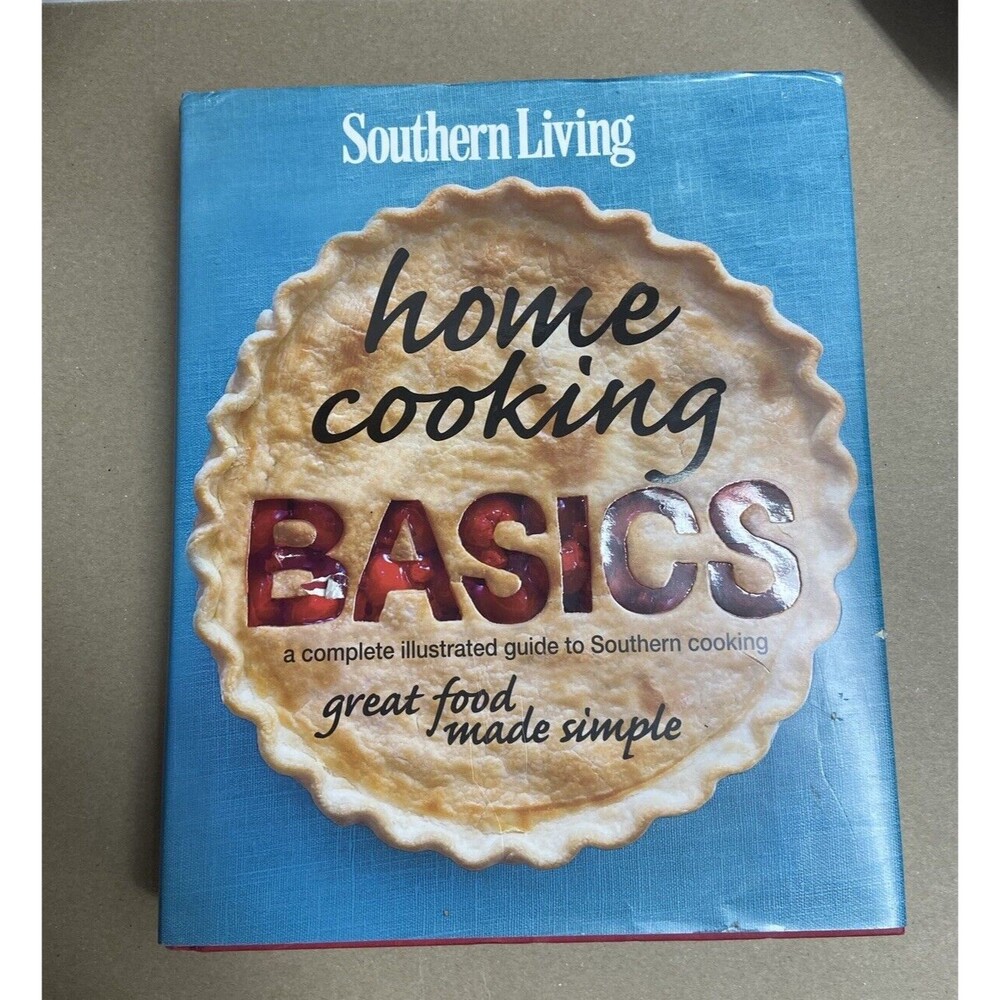 Southern Living
home
cooking
BASICS
a complete illustrated guide to Southern cooking
great food
made simple